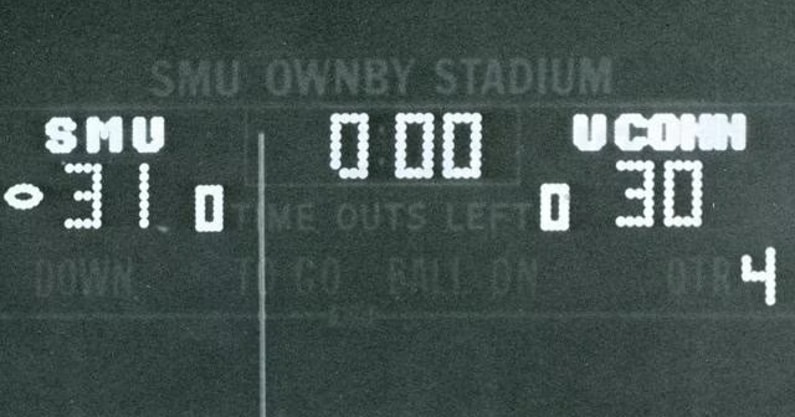 SMU OWNBY STADIUM
SMU 0:00 UCONN
31 0 TIME OUTS LEFT 0 30
DOWN TO GO BALL ON QTR 4